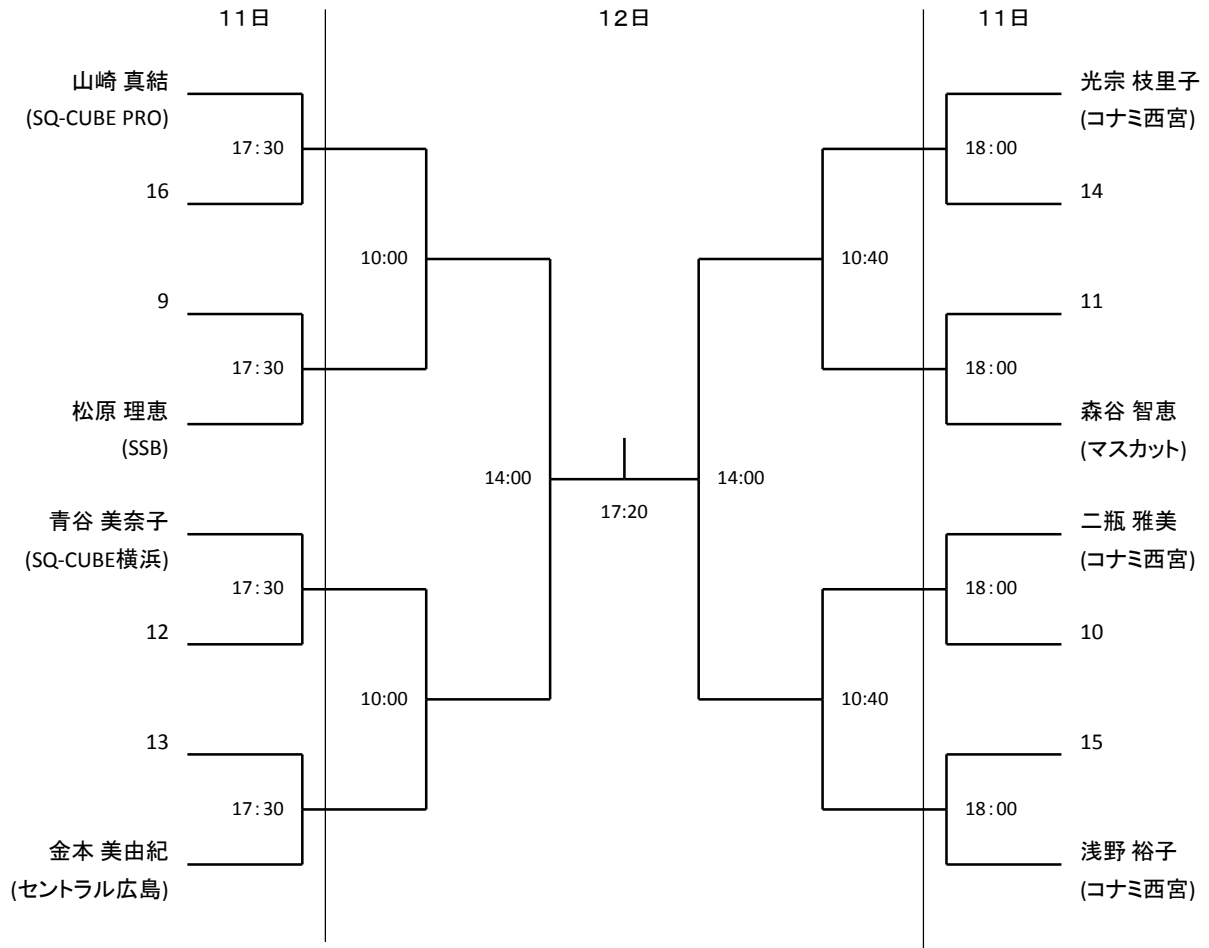 11日
12日
11日
山崎 真結
(SQ-CUBE PRO)
17:30
16
10:00
9
17:30
松原 理恵
(SSB)
14:00
青谷 美奈子
(SQ-CUBE横浜)
17:30
12
10:00
13
17:30
金本 美由紀
(セントラル広島)
17:20
光宗 枝里子
(コナミ西宮)
18:00
14
10:40
11
18:00
森谷 智恵
(マスカット)
14:00
二瓶 雅美
(コナミ西宮)
18:00
10
10:40
15
18:00
浅野 裕子
(コナミ西宮)